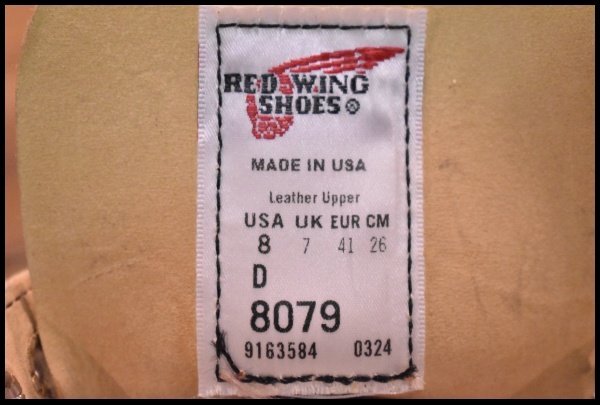 RED WING
SHOES®
MADE IN USA
Leather Upper
USA UK EUR CM
8 7 41 26
D
8079
9163584 0324